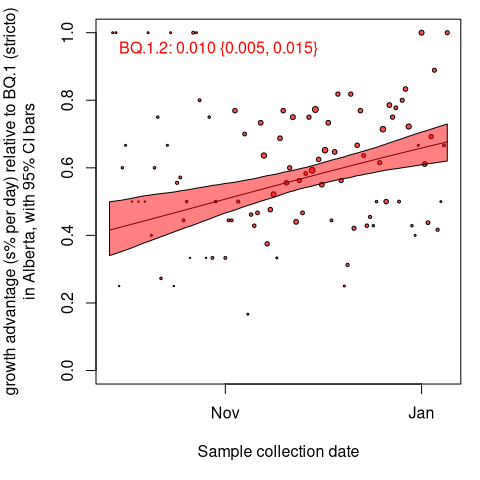 growth advantage (s% per day) relative to BQ.1 (stricto)
in Alberta, with 95% CI bars
BQ.1.2: 0.010 {0.005, 0.015}
1.0
0.8
0.6
0.4
0.2
0.0
Nov
Jan
Sample collection date